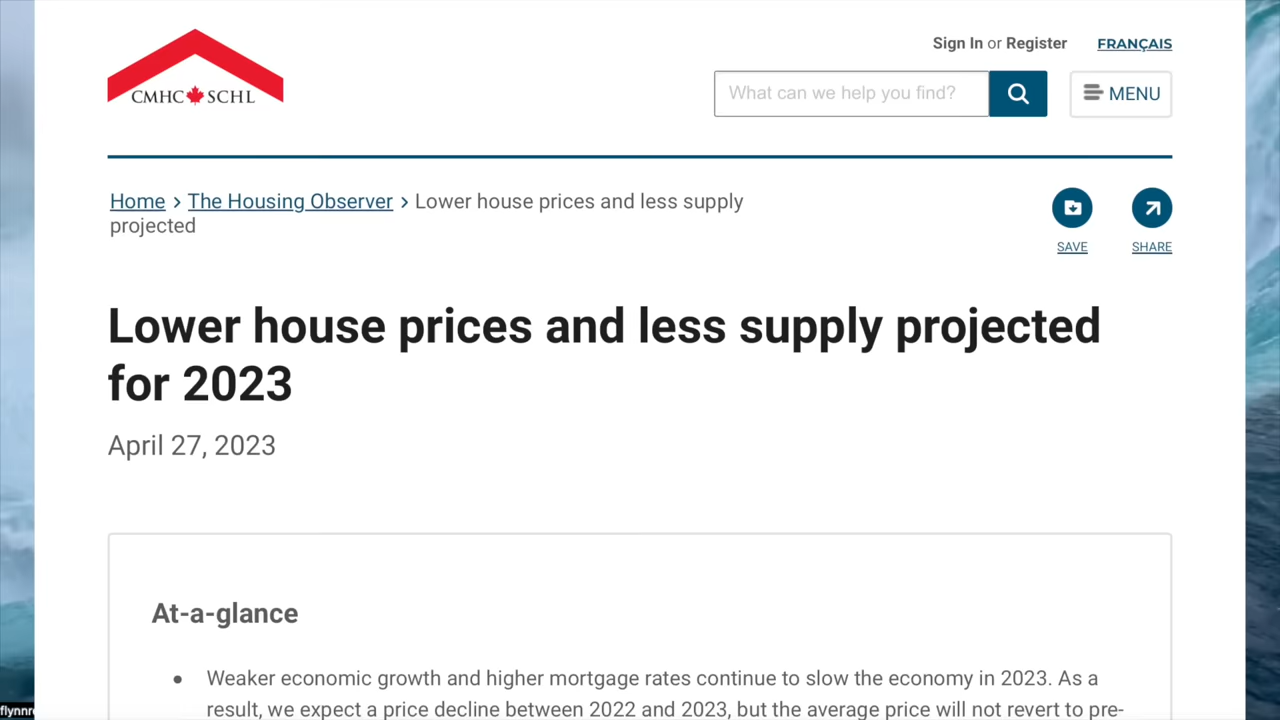 CMHC SCHL
Sign In or Register
FRANÇAIS
What can we help you find?
MENU
Home > The Housing Observer > Lower house prices and less supply
projected
SAVE
SHARE
Lower house prices and less supply projected
for 2023
April 27, 2023
At-a-glance
• Weaker economic growth and higher mortgage rates continue to slow the economy in 2023. As a
result, we expect a price decline between 2022 and 2023, but the average price will not revert to pre-